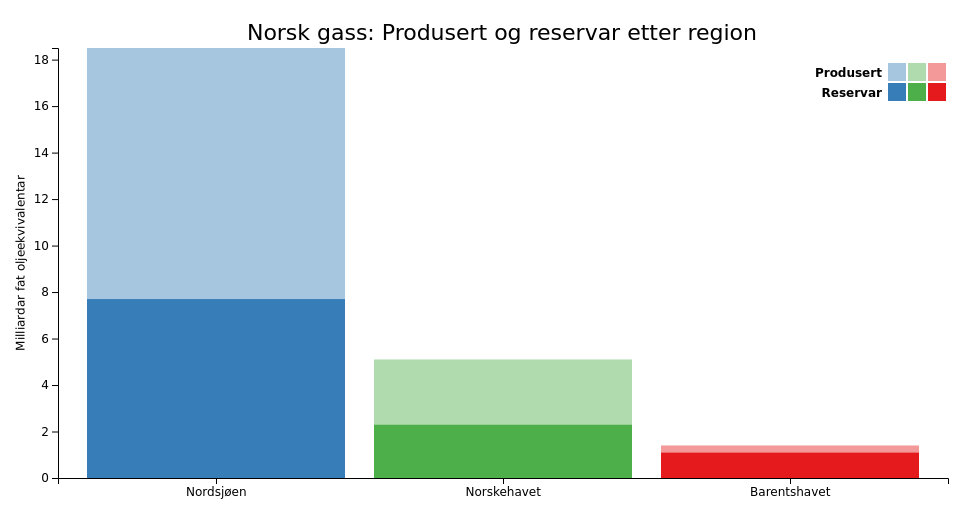 Norsk gass: Produsert og reservar etter region
Produsert
Reservar
Milliardar fat oljeekvivalentar
18
16
14
12
10
8
6
4
2
0
Nordsjøen
Norskehavet
Barentshavet